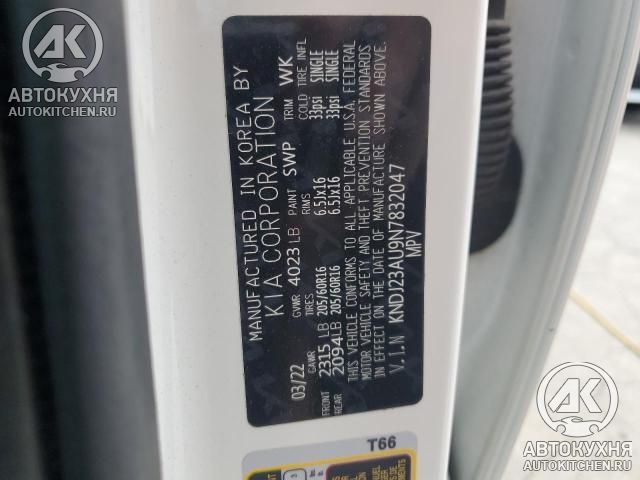 AK
АВТОКУХНЯ
AUTOKITCHEN.RU
MANUFACTURED IN KOREA BY
KIA CORPORATION
03/22 GVWR 4023 LB PAINT SWP TRIM WK
GAWR TIRES RIMS COLD TIRE INFL
FRONT 2315 LB 205/60R16 6.5Jx16 33psi SINGLE
REAR 2094 LB 205/60R16 6.5Jx16 33psi SINGLE
THIS VEHICLE CONFORMS TO ALL APPLICABLE U.S.A. FEDERAL
MOTOR VEHICLE SAFETY AND THEFT PREVENTION STANDARDS
IN EFFECT ON THE DATE OF MANUFACTURE SHOWN ABOVE.
V.I.N KNDJ23AU9N7832047
MPV
T66
AK
АВТОКУХНЯ
AUTOKITCHEN.RU